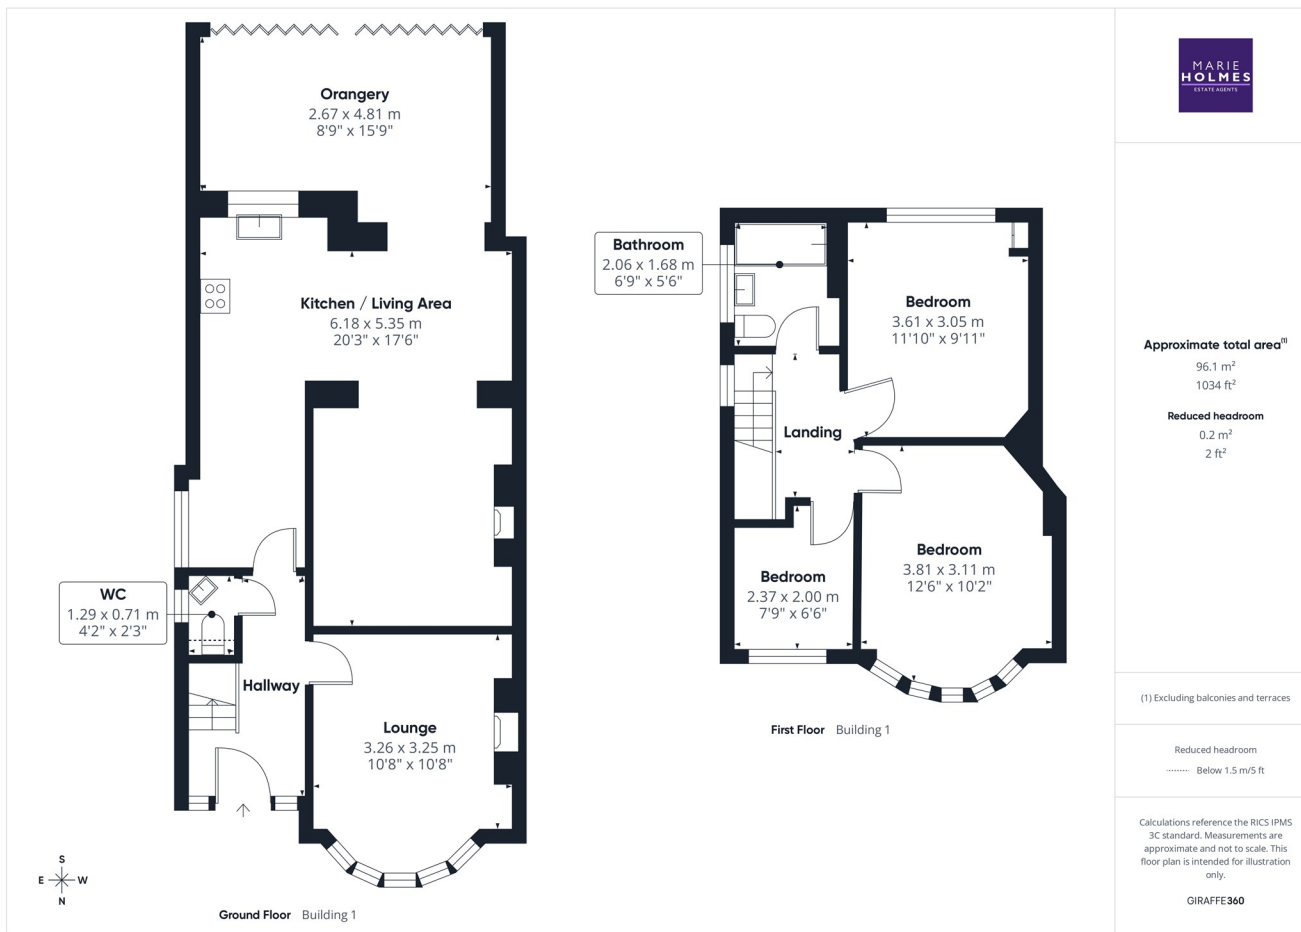 Orangery
2.67 x 4.81 m
8'9" x 15'9"
Kitchen / Living Area
6.18 x 5.35 m
20'3" x 17'6"
WC
1.29 x 0.71 m
4'2" x 2'3"
Hallway
Lounge
3.26 x 3.25 m
10'8" x 10'8"
S
E W
N
Ground Floor Building 1
Bathroom
2.06 x 1.68 m
6'9" x 5'6"
Bedroom
3.61 x 3.05 m
11'10" x 9'11"
Landing
Bedroom
3.81 x 3.11 m
12'6" x 10'2"
Bedroom
2.37 x 2.00 m
7'9" x 6'6"
First Floor Building 1
MARIE
HOLMES
ESTATE AGENTS
Approximate total area(1)
96.1 m²
1034 ft²
Reduced headroom
0.2 m²
2 ft²
(1) Excluding balconies and terraces
Reduced headroom
Below 1.5 m/5 ft
Calculations reference the RICS IPMS
3C standard. Measurements are
approximate and not to scale. This
floor plan is intended for illustration
only.
GIRAFFE360